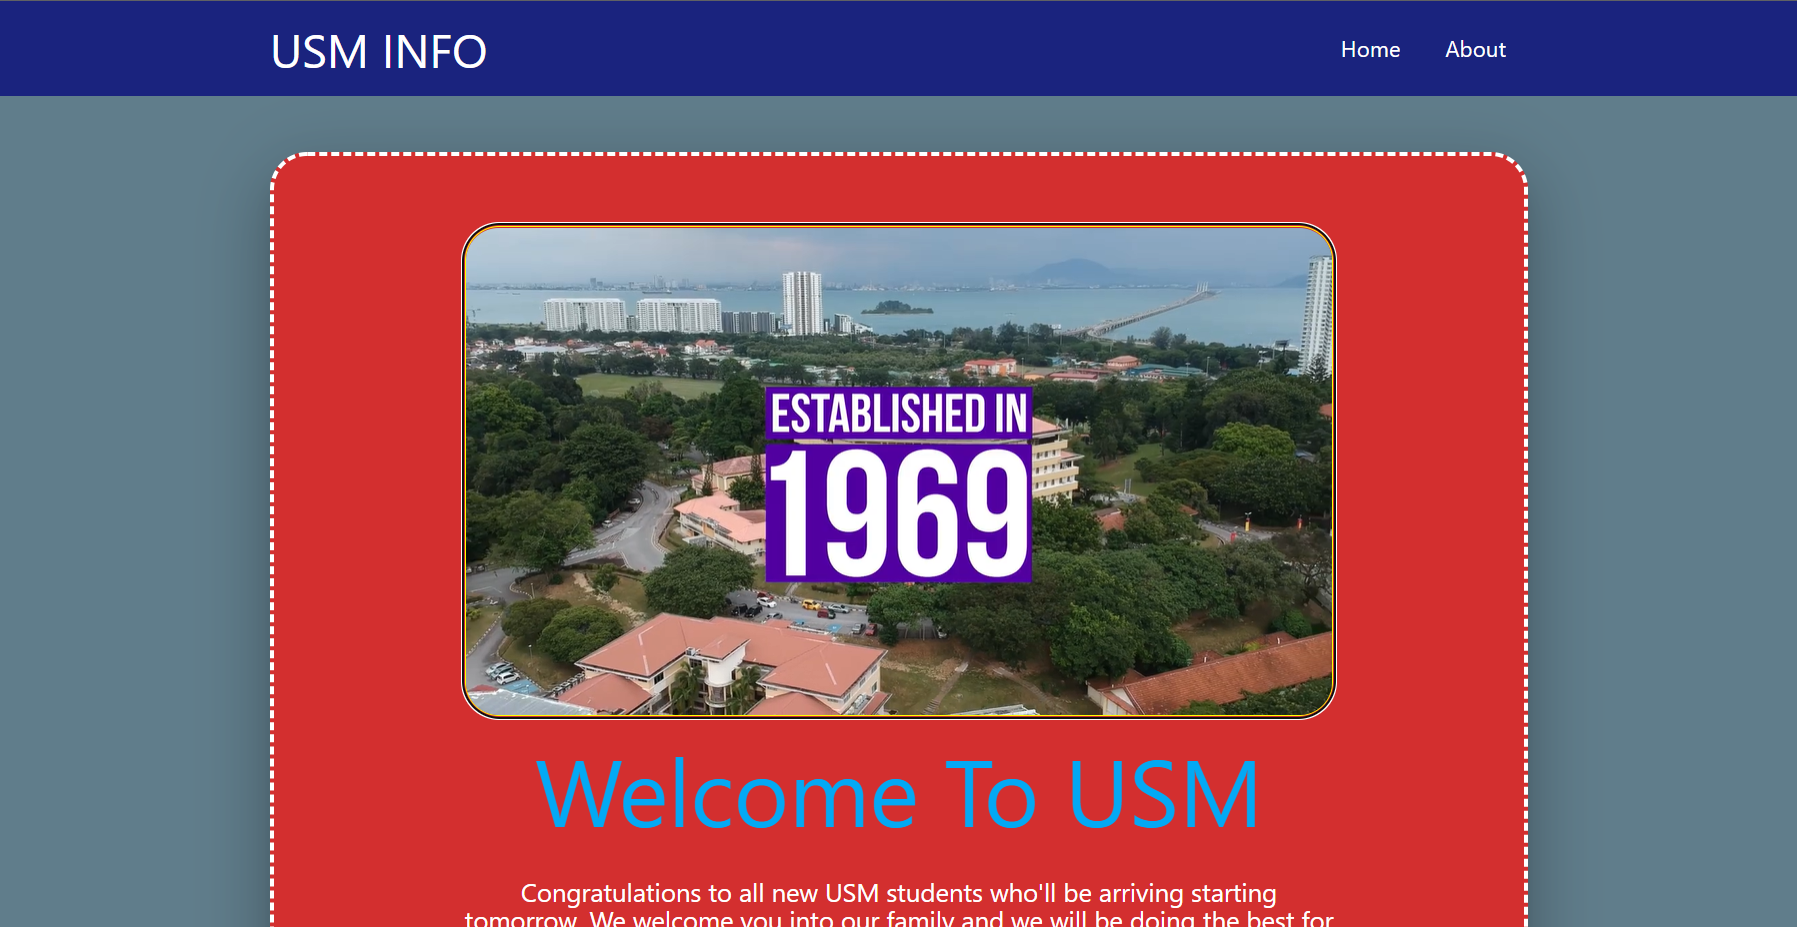 USM INFO
Home
About
ESTABLISHED IN
1969
Welcome To USM
Congratulations to all new USM students who'll be arriving starting
tomorrow. We welcome you into our family and we will be doing the best for